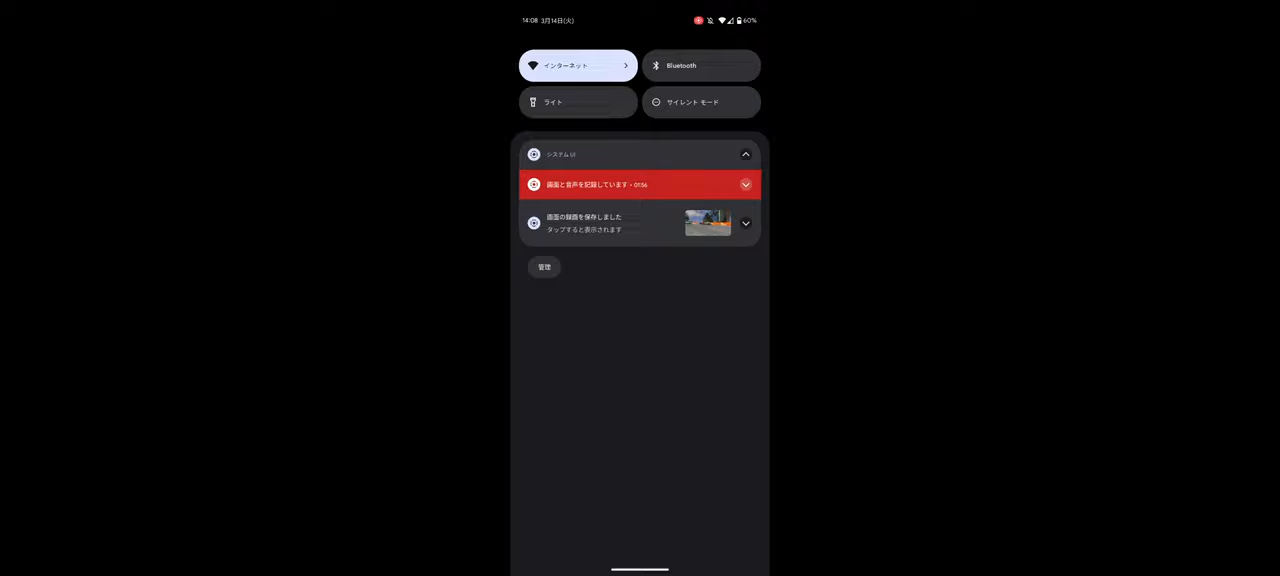 14:08 3月14日(火)
60%
インターネット
Bluetooth
ライト
サイレント モード
システム UI
画面と音声を記録しています • 01:56
画面の録画を保存しました
タップすると表示されます
管理